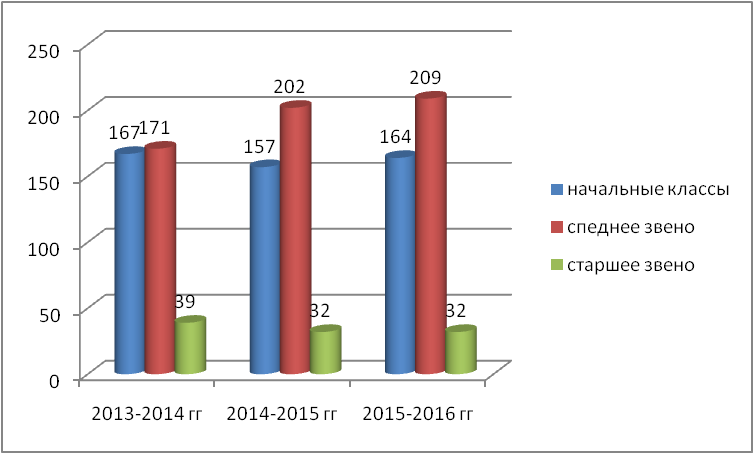 250
200
150
100
50
0
167
171
39
157
202
32
164
209
32
2013-2014 гг
2014-2015 гг
2015-2016 гг
начальные классы
спеднее звено
старшее звено